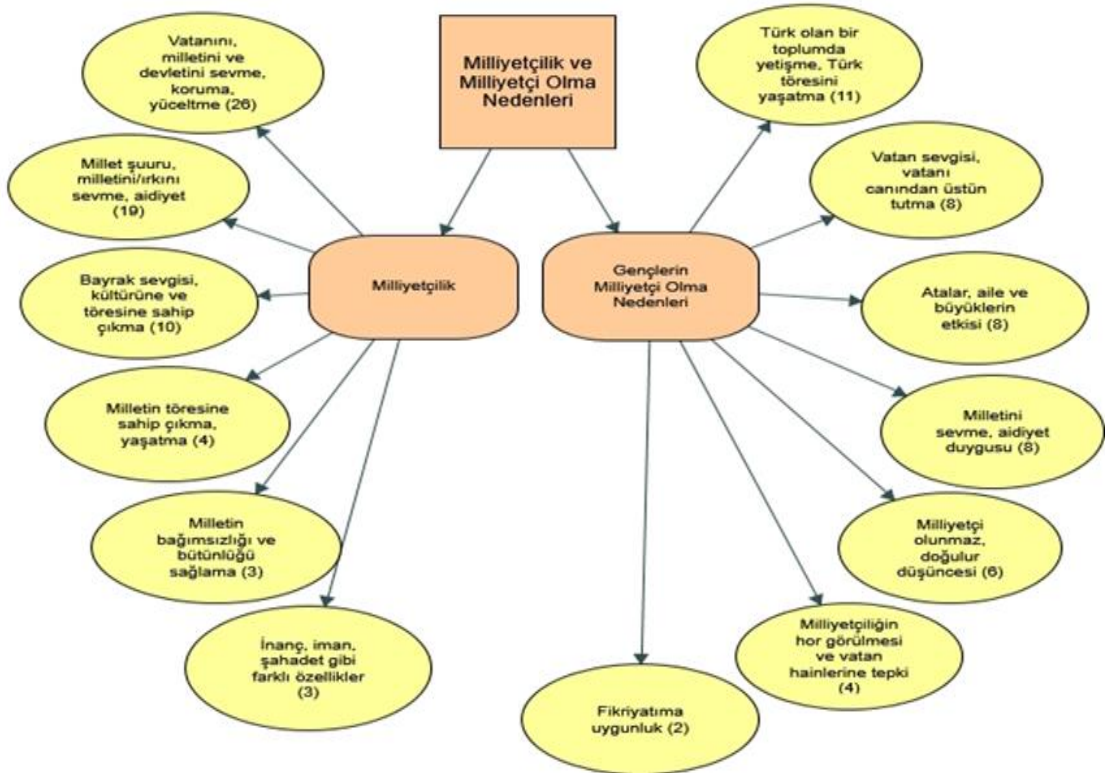 Milliyetçilik ve
Milliyetçi Olma
Nedenleri
Milliyetçilik
Vatanını,
milletini ve
devletini sevme,
koruma,
yüceltme (26)
Millet şuuru,
milletini/ırkını
sevme, aidiyet
(19)
Bayrak sevgisi,
kültürüne ve
töresine sahip
çıkma (10)
Milletin töresine
sahip çıkma,
yaşatma (4)
Milletin
bağımsızlığı ve
bütünlüğü
sağlama (3)
İnanç, iman,
şahadet gibi
farklı özellikler
(3)
Gençlerin
Milliyetçi Olma
Nedenleri
Türk olan bir
toplumda
yetişme, Türk
töresini
yaşatma (11)
Vatan sevgisi,
vatanı
canından üstün
tutma (8)
Atalar, aile ve
büyüklerin
etkisi (8)
Milletini
sevme, aidiyet
duygusu (8)
Milliyetçi
olunmaz,
doğulur
düşüncesi (6)
Milliyetçiliğin
hor görülmesi
ve vatan
hainlerine tepki
(4)
Fikriyatıma
uygunluk (2)